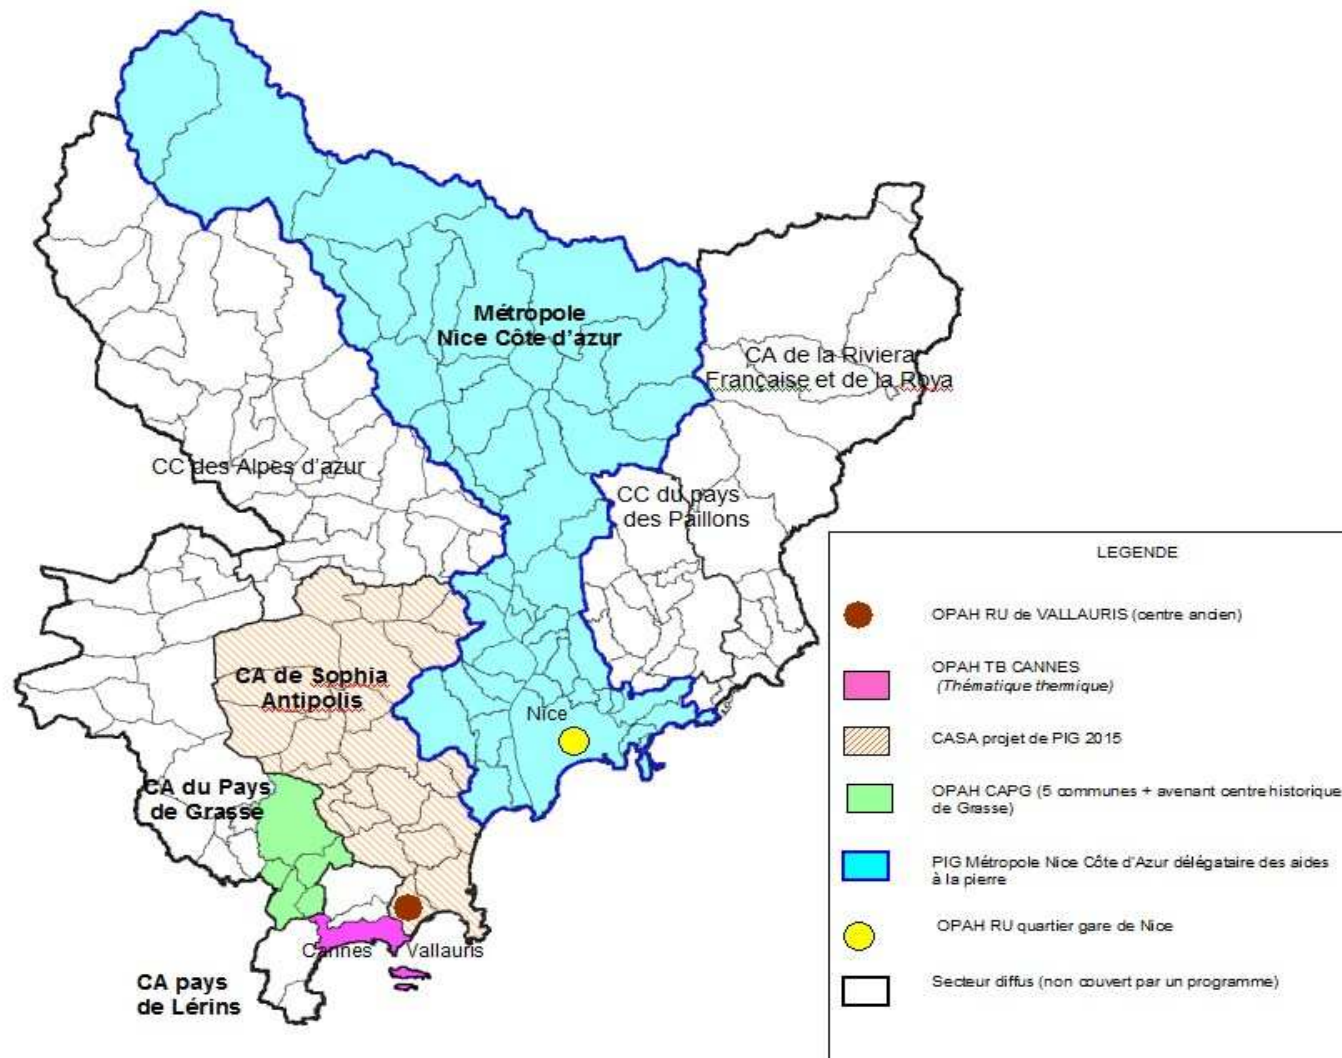 Métropole
Nice Côte d'azur
CA de la Riviera
Française et de la Roya
CC des Alpes d'azur
CC du pays
des Paillons
CA de Sophia
Antipolis
Nice
CA du Pays
de Grasse
Cannes
Vallauris
CA pays
de Lérins
LEGENDE
OPAH RU de VALLAURIS (centre ancien)
OPAH TB CANNES
(Thématique thermique)
CASA projet de PIG 2015
OPAH CAPG (5 communes + avenant centre historique
de Grasse)
PIG Métropole Nice Côte d'Azur délégataire des aides
à la pierre
OPAH RU quartier gare de Nice
Secteur diffus (non couvert par un programme)